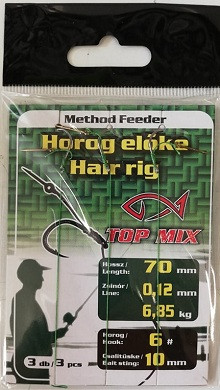 Method Feeder
Horog előke
Hair rig
TOP MIX
Hossz/
Length: 70 mm
Zsinór/
Line: 0,12 mm
6,85 kg
Horog/
Hook: 6 #
Csalitüske/
Bait sting: 10 mm
3 db/3 pcs